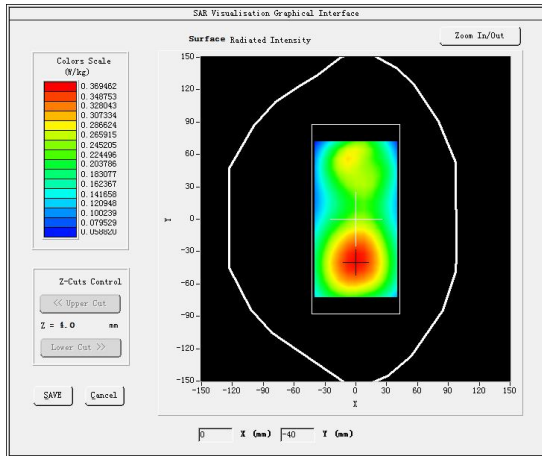 SAR Visualisation Graphical Interface
Surface Radiated Intensity
Zoom In/Out
Colors Scale
(W/kg)
0.369462
0.348753
0.328043
0.307334
0.286624
0.265915
0.245205
0.224496
0.203786
0.183077
0.162367
0.141658
0.120948
0.100239
0.079529
0.058820
150
120
90
60
30
0
-30
-60
-90
-120
-150
Y
-150 -120 -90 -60 -30 0 30 60 90 120 150
X
Z-Cuts Control
<< Upper Cut
Z = 4.0 mm
Lower Cut >>
SAVE
Cancel
0 X (mm) -40 Y (mm)